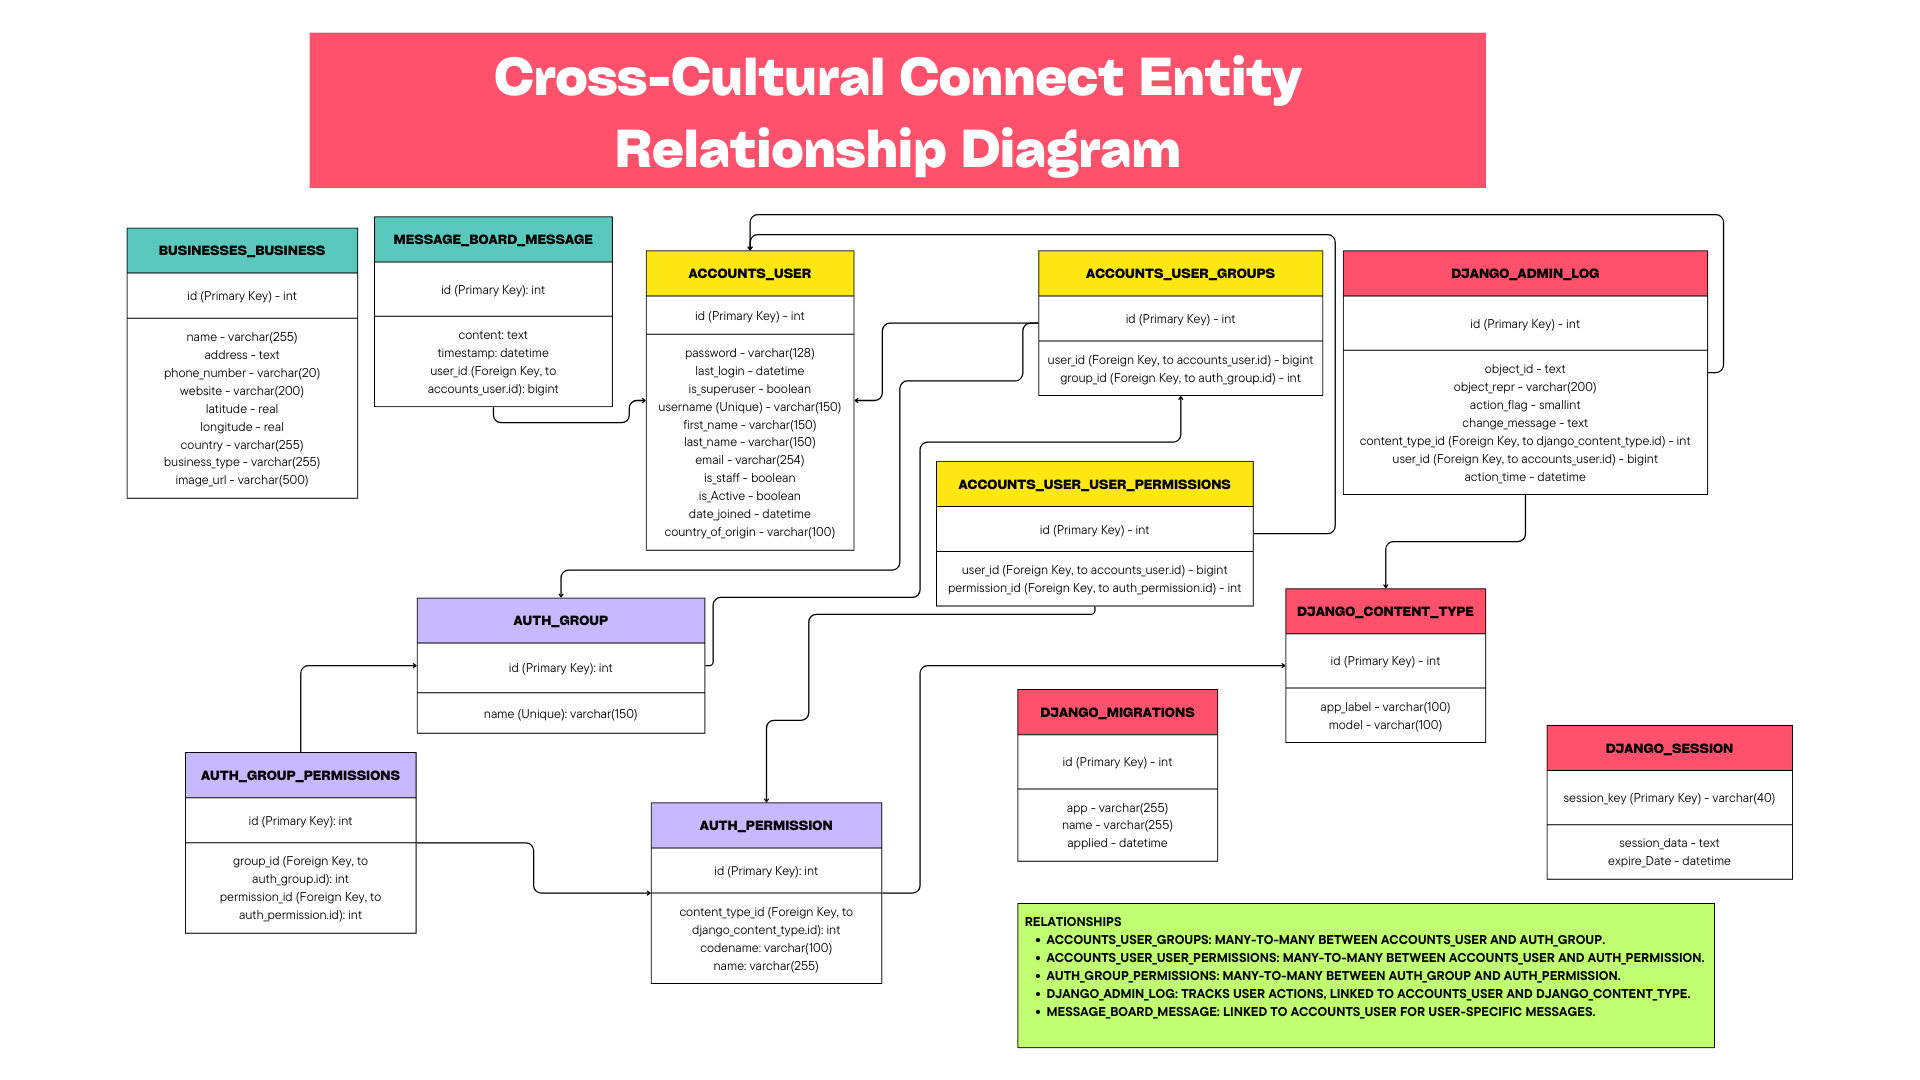 Cross-Cultural Connect Entity
Relationship Diagram
BUSINESSES_BUSINESS
id (Primary Key) - int
name - varchar(255)
address - text
phone_number - varchar(20)
website - varchar(200)
latitude - real
longitude - real
country - varchar(255)
business_type - varchar(255)
image_url - varchar(500)
MESSAGE_BOARD_MESSAGE
id (Primary Key): int
content: text
timestamp: datetime
user_id (Foreign Key, to
accounts_user.id): bigint
ACCOUNTS_USER
id (Primary Key) - int
password - varchar(128)
last_login - datetime
is_superuser - boolean
username (Unique) - varchar(150)
first_name - varchar(150)
last_name - varchar(150)
email - varchar(254)
is_staff - boolean
is_Active - boolean
date_joined - datetime
country_of_origin - varchar(100)
ACCOUNTS_USER_GROUPS
id (Primary Key) - int
user_id (Foreign Key, to accounts_user.id) - bigint
group_id (Foreign Key, to auth_group.id) - int
DJANGO_ADMIN_LOG
id (Primary Key) - int
object_id - text
object_repr - varchar(200)
action_flag - smallint
change_message - text
content_type_id (Foreign Key, to django_content_type.id) - int
user_id (Foreign Key, to accounts_user.id) - bigint
action_time - datetime
ACCOUNTS_USER_USER_PERMISSIONS
id (Primary Key) - int
user_id (Foreign Key, to accounts_user.id) - bigint
permission_id (Foreign Key, to auth_permission.id) - int
AUTH_GROUP
id (Primary Key): int
name (Unique): varchar(150)
DJANGO_CONTENT_TYPE
id (Primary Key) - int
app_label - varchar(100)
model - varchar(100)
DJANGO_MIGRATIONS
id (Primary Key) - int
app - varchar(255)
name - varchar(255)
applied - datetime
DJANGO_SESSION
session_key (Primary Key) - varchar(40)
session_data - text
expire_Date - datetime
AUTH_GROUP_PERMISSIONS
id (Primary Key): int
group_id (Foreign Key, to
auth_group.id): int
permission_id (Foreign Key, to
auth_permission.id): int
AUTH_PERMISSION
id (Primary Key): int
content_type_id (Foreign Key, to
django_content_type.id): int
codename: varchar(100)
name: varchar(255)
RELATIONSHIPS
• ACCOUNTS_USER_GROUPS: MANY-TO-MANY BETWEEN ACCOUNTS_USER AND AUTH_GROUP.
• ACCOUNTS_USER_USER_PERMISSIONS: MANY-TO-MANY BETWEEN ACCOUNTS_USER AND AUTH_PERMISSION.
• AUTH_GROUP_PERMISSIONS: MANY-TO-MANY BETWEEN AUTH_GROUP AND AUTH_PERMISSION.
• DJANGO_ADMIN_LOG: TRACKS USER ACTIONS, LINKED TO ACCOUNTS_USER AND DJANGO_CONTENT_TYPE.
• MESSAGE_BOARD_MESSAGE: LINKED TO ACCOUNTS_USER FOR USER-SPECIFIC MESSAGES.